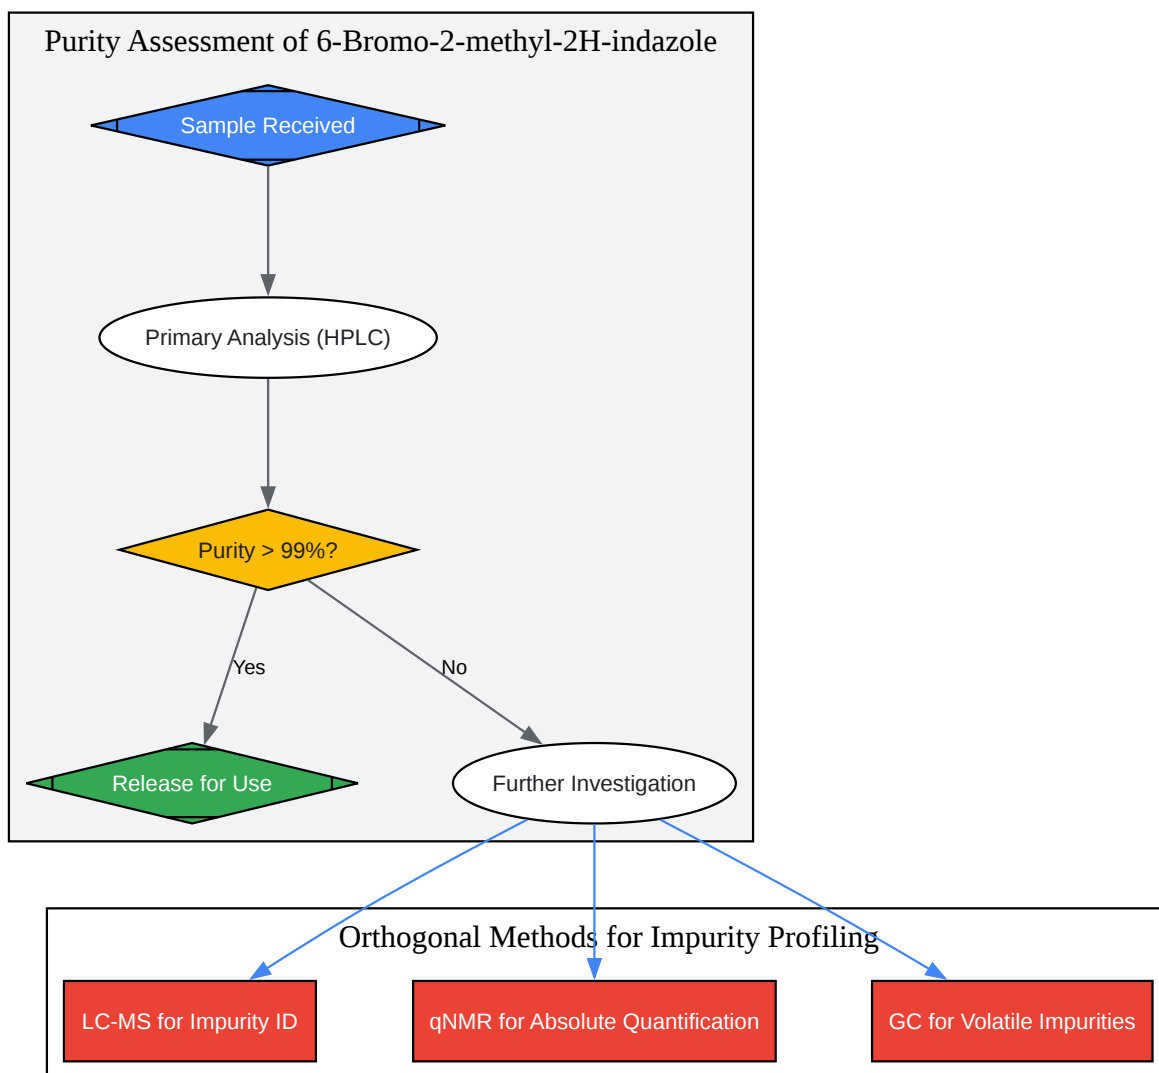 Purity Assessment of 6-Bromo-2-methyl-2H-indazole
Sample Received
Primary Analysis (HPLC)
Purity > 99%?
Yes
No
Release for Use
Further Investigation
Orthogonal Methods for Impurity Profiling
LC-MS for Impurity ID
qNMR for Absolute Quantification
GC for Volatile Impurities